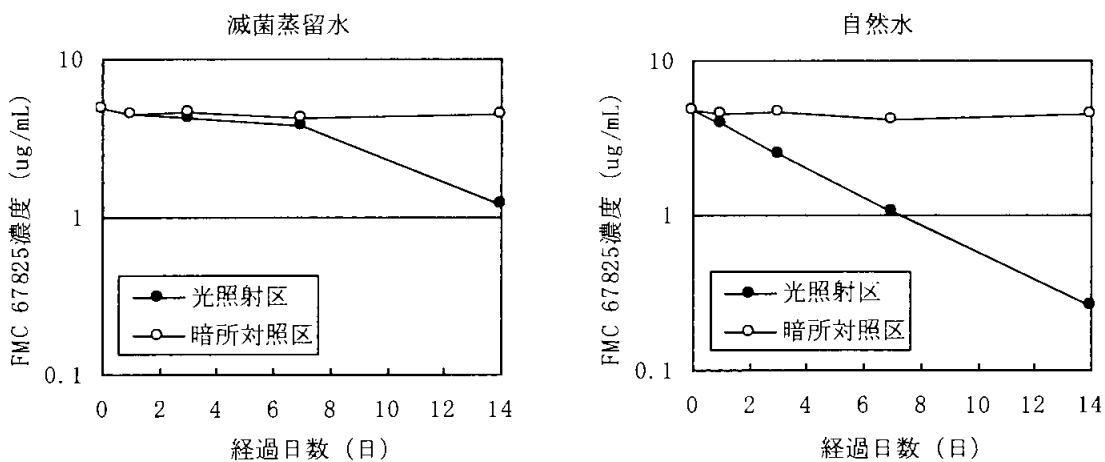 滅菌蒸留水
10
1
0.1
FMC 67825濃度 (ug/mL)
光照射区
暗所対照区
0 2 4 6 8 10 12 14
経過日数 (日)
自然水
10
1
0.1
FMC 67825濃度 (ug/mL)
光照射区
暗所対照区
0 2 4 6 8 10 12 14
経過日数 (日)